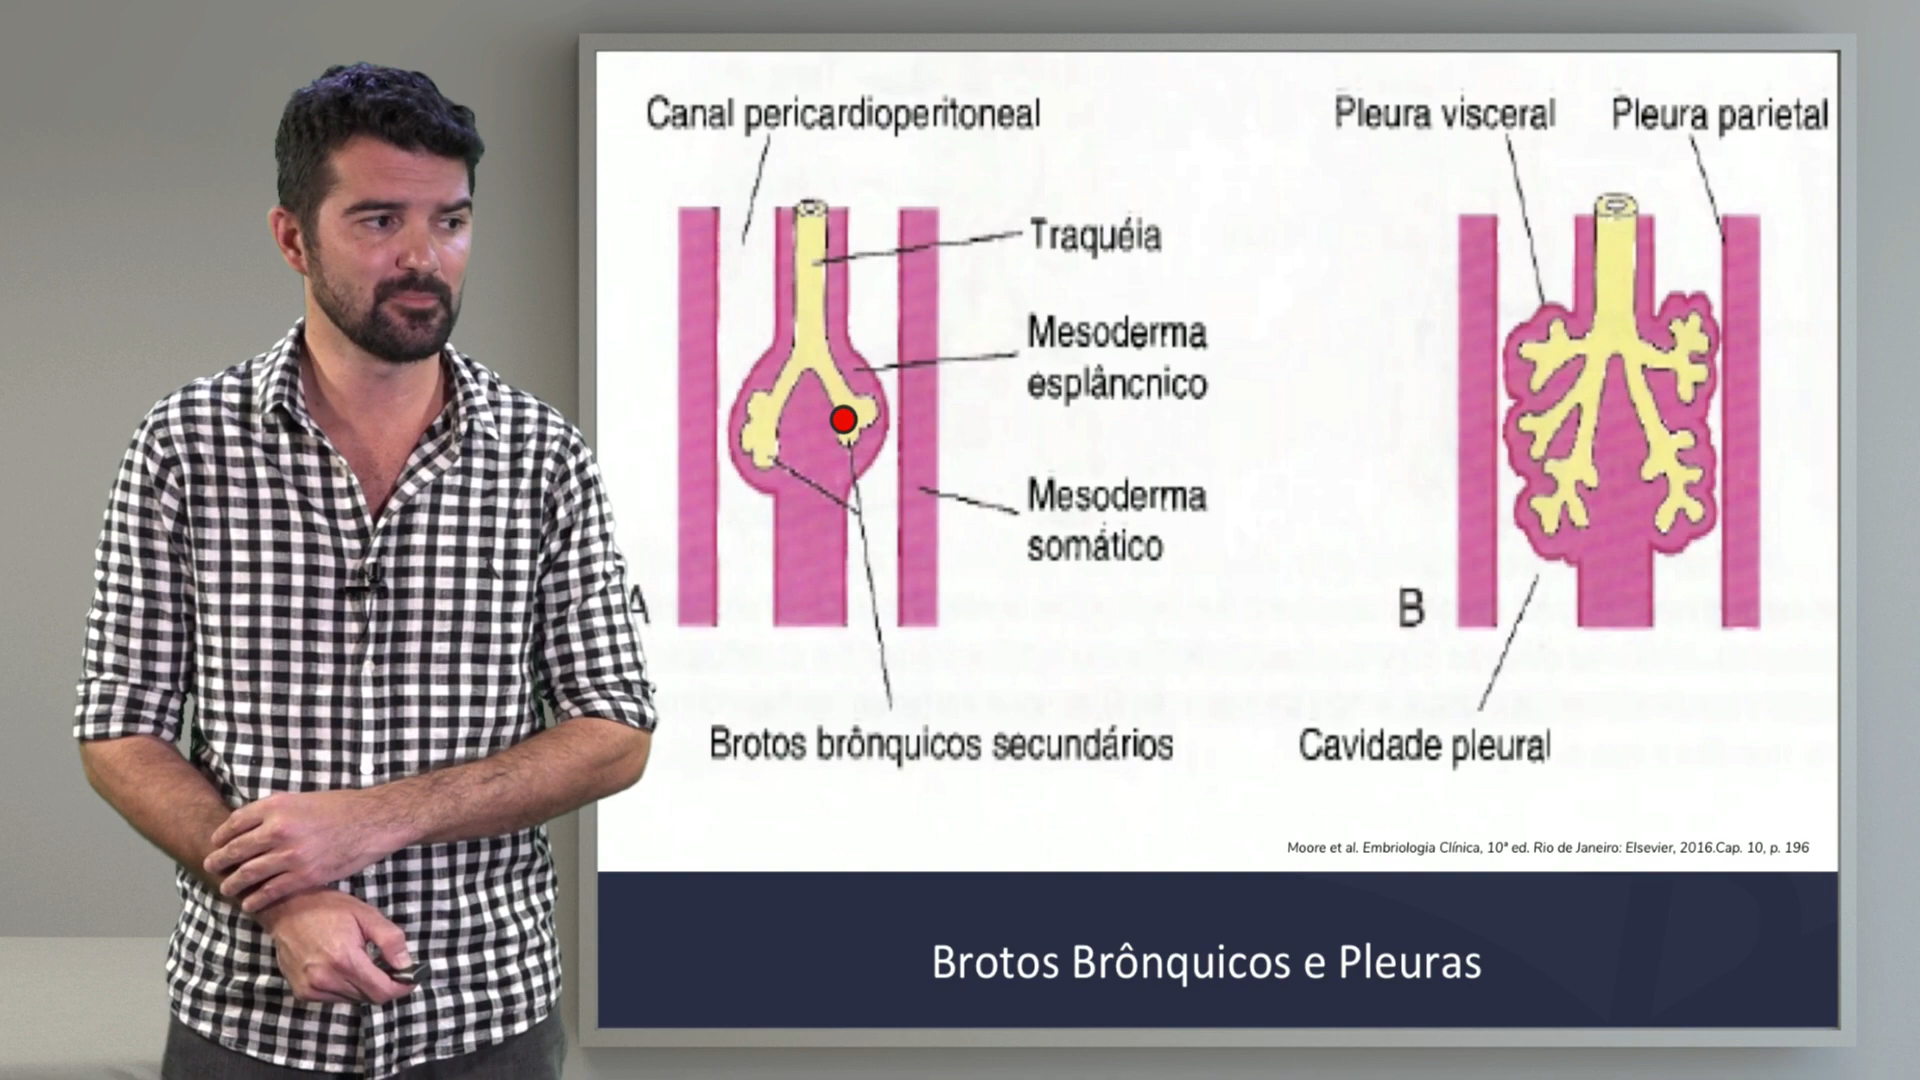 Canal pericardioperitoneal
Pleura visceral
Pleura parietal
Traquéia
Mesoderma
esplâncnico
Mesoderma
somático
A
B
Brotos brônquicos secundários
Cavidade pleural
Moore et al. Embriologia Clínica, 10ª ed. Rio de Janeiro: Elsevier, 2016.Cap. 10, p. 196
Brotos Brônquicos e Pleuras